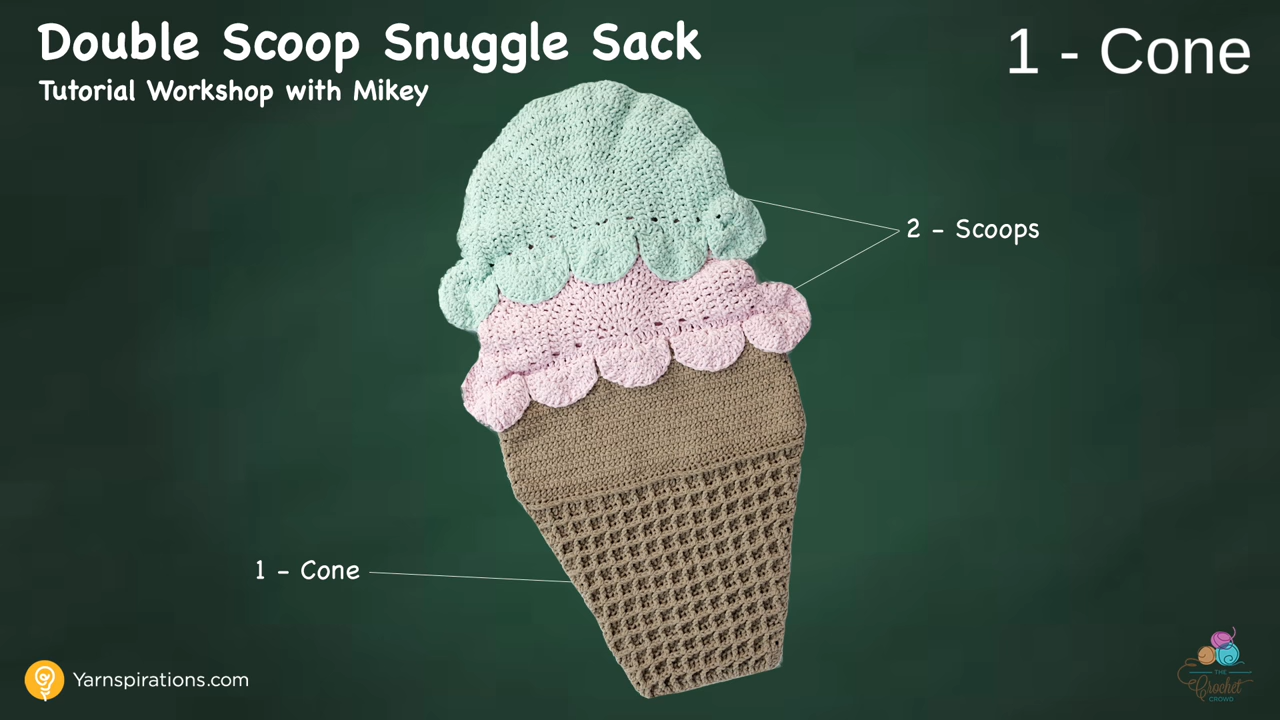 Double Scoop Snuggle Sack
1 - Cone
Tutorial Workshop with Mikey
2 - Scoops
1 - Cone
Yarnspirations.com
THE
Crochet
CROWD